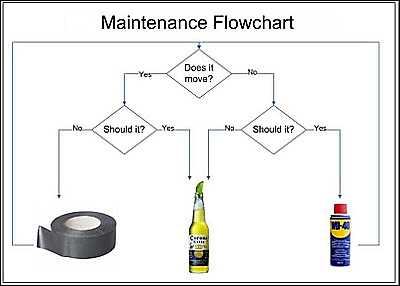 Maintenance Flowchart
Does it
move?
Yes
No
No
Should it?
Yes
No
Should it?
Yes
Corona
Extra
WD-40